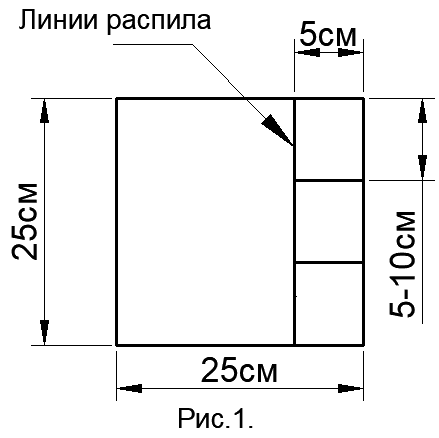 Линии распила
5см
25см
5-10см
25см
Рис.1.